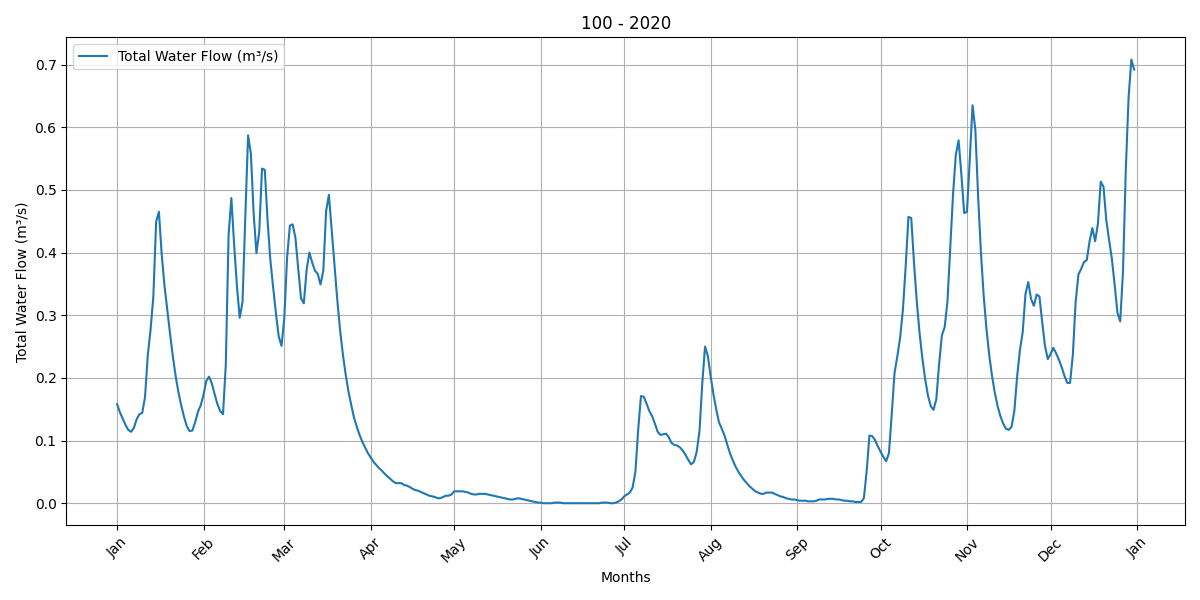 100 - 2020
Total Water Flow (m³/s)
Total Water Flow (m³/s)
0.7
0.6
0.5
0.4
0.3
0.2
0.1
0.0
Jan
Feb
Mar
Apr
May
Jun
Jul
Aug
Sep
Oct
Nov
Dec
Jan
Months